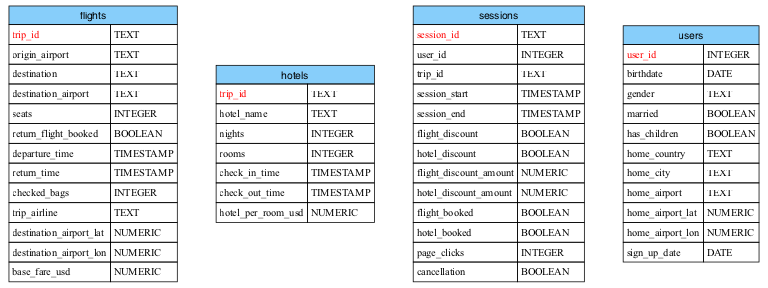 flights
trip_id TEXT
origin_airport TEXT
destination TEXT
destination_airport TEXT
seats INTEGER
return_flight_booked BOOLEAN
departure_time TIMESTAMP
return_time TIMESTAMP
checked_bags INTEGER
trip_airline TEXT
destination_airport_lat NUMERIC
destination_airport_lon NUMERIC
base_fare_usd NUMERIC
hotels
trip_id TEXT
hotel_name TEXT
nights INTEGER
rooms INTEGER
check_in_time TIMESTAMP
check_out_time TIMESTAMP
hotel_per_room_usd NUMERIC
sessions
session_id TEXT
user_id INTEGER
trip_id TEXT
session_start TIMESTAMP
session_end TIMESTAMP
flight_discount BOOLEAN
hotel_discount BOOLEAN
flight_discount_amount NUMERIC
hotel_discount_amount NUMERIC
flight_booked BOOLEAN
hotel_booked BOOLEAN
page_clicks INTEGER
cancellation BOOLEAN
users
user_id INTEGER
birthdate DATE
gender TEXT
married BOOLEAN
has_children BOOLEAN
home_country TEXT
home_city TEXT
home_airport TEXT
home_airport_lat NUMERIC
home_airport_lon NUMERIC
sign_up_date DATE